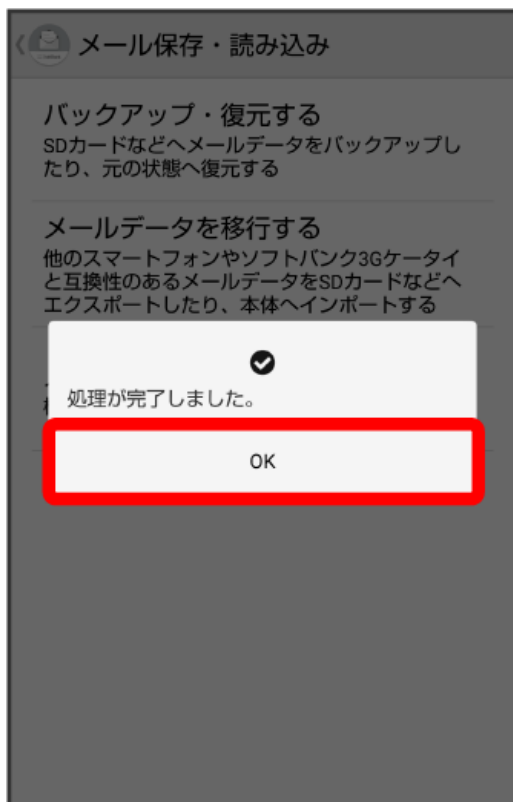 メール保存・読み込み
バックアップ・復元する
SDカードなどへメールデータをバックアップし
たり、元の状態へ復元する
メールデータを移行する
他のスマートフォンやソフトバンク3Gケータイ
と互換性のあるメールデータをSDカードなどへ
エクスポートしたり、本体へインポートする
処理が完了しました。
OK